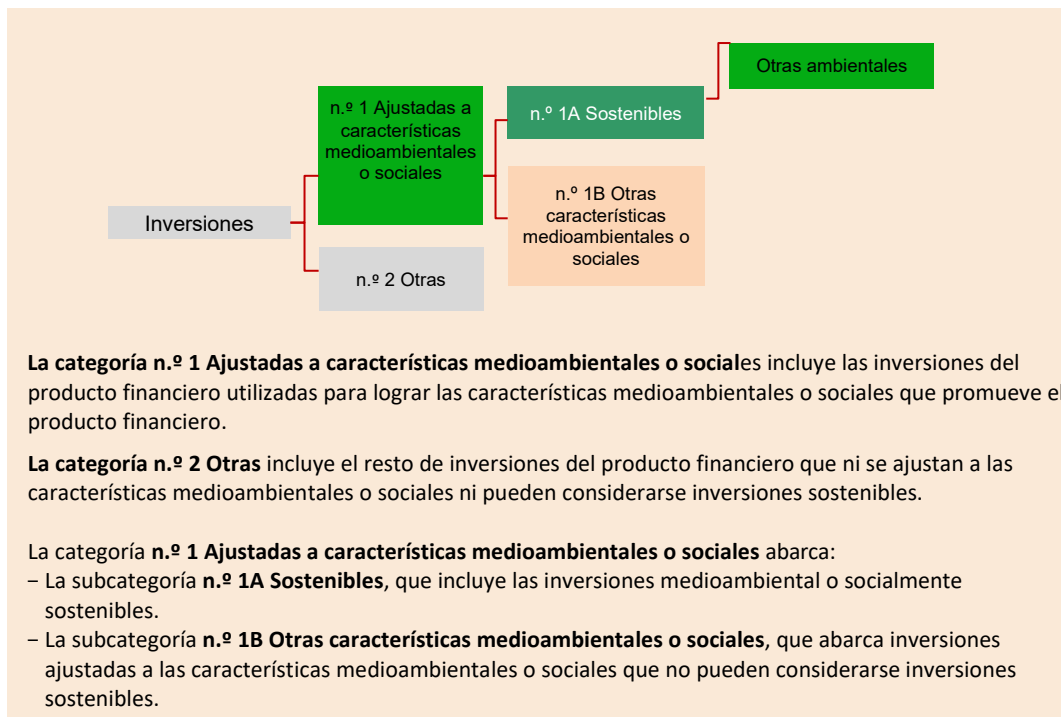 Otras ambientales
n.º 1 Ajustadas a
características
medioambientales
o sociales
n.º 1A Sostenibles
n.º 1B Otras
características
medioambientales o
sociales
Inversiones
n.º 2 Otras
La categoría n.º 1 Ajustadas a características medioambientales o sociales incluye las inversiones del
producto financiero utilizadas para lograr las características medioambientales o sociales que promueve el
producto financiero.
La categoría n.º 2 Otras incluye el resto de inversiones del producto financiero que ni se ajustan a las
características medioambientales o sociales ni pueden considerarse inversiones sostenibles.
La categoría n.º 1 Ajustadas a características medioambientales o sociales abarca:
− La subcategoría n.º 1A Sostenibles, que incluye las inversiones medioambiental o socialmente
sostenibles.
− La subcategoría n.º 1B Otras características medioambientales o sociales, que abarca inversiones
ajustadas a las características medioambientales o sociales que no pueden considerarse inversiones
sostenibles.